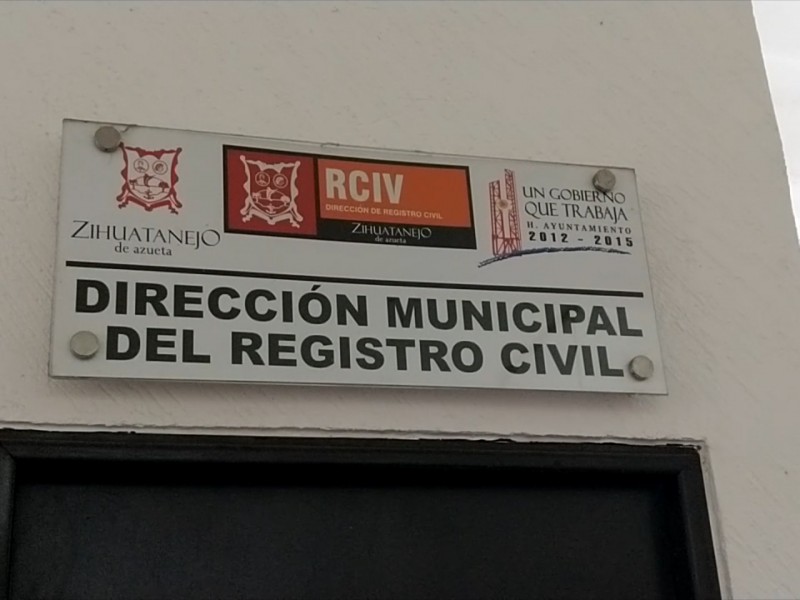 ZIHUATANEJO
de azueta
RCIV
DIRECCIÓN DE REGISTRO CIVIL
ZIHUATANEJO
de azueta
UN GOBIERNO
QUE TRABAJA
H. AYUNTAMIENTO
2012 - 2015
DIRECCIÓN MUNICIPAL
DEL REGISTRO CIVIL